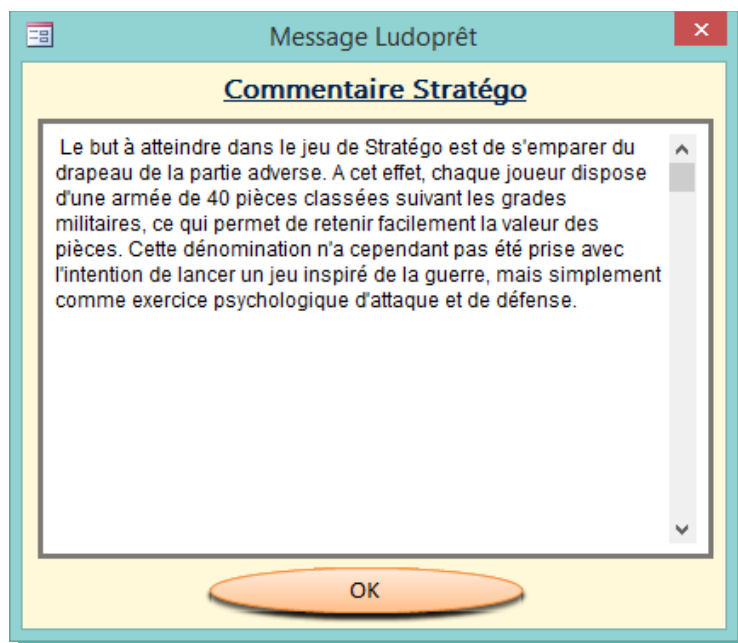 Message Ludoprêt
Commentaire Stratégo
Le but à atteindre dans le jeu de Stratégo est de s'emparer du
drapeau de la partie adverse. A cet effet, chaque joueur dispose
d'une armée de 40 pièces classées suivant les grades
militaires, ce qui permet de retenir facilement la valeur des
pièces. Cette dénomination n'a cependant pas été prise avec
l'intention de lancer un jeu inspiré de la guerre, mais simplement
comme exercice psychologique d'attaque et de défense.
OK